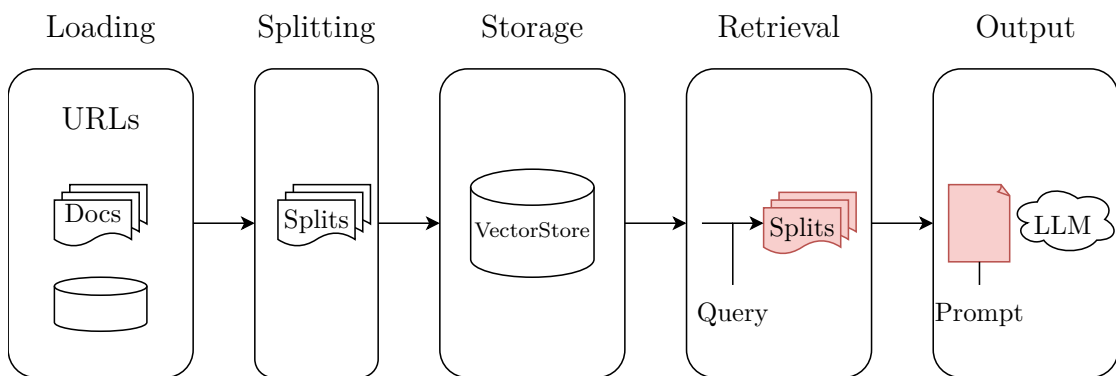 Loading
Splitting
Storage
Retrieval
Output
URLs
Docs
Splits
VectorStore
Splits
Query
LLM
Prompt